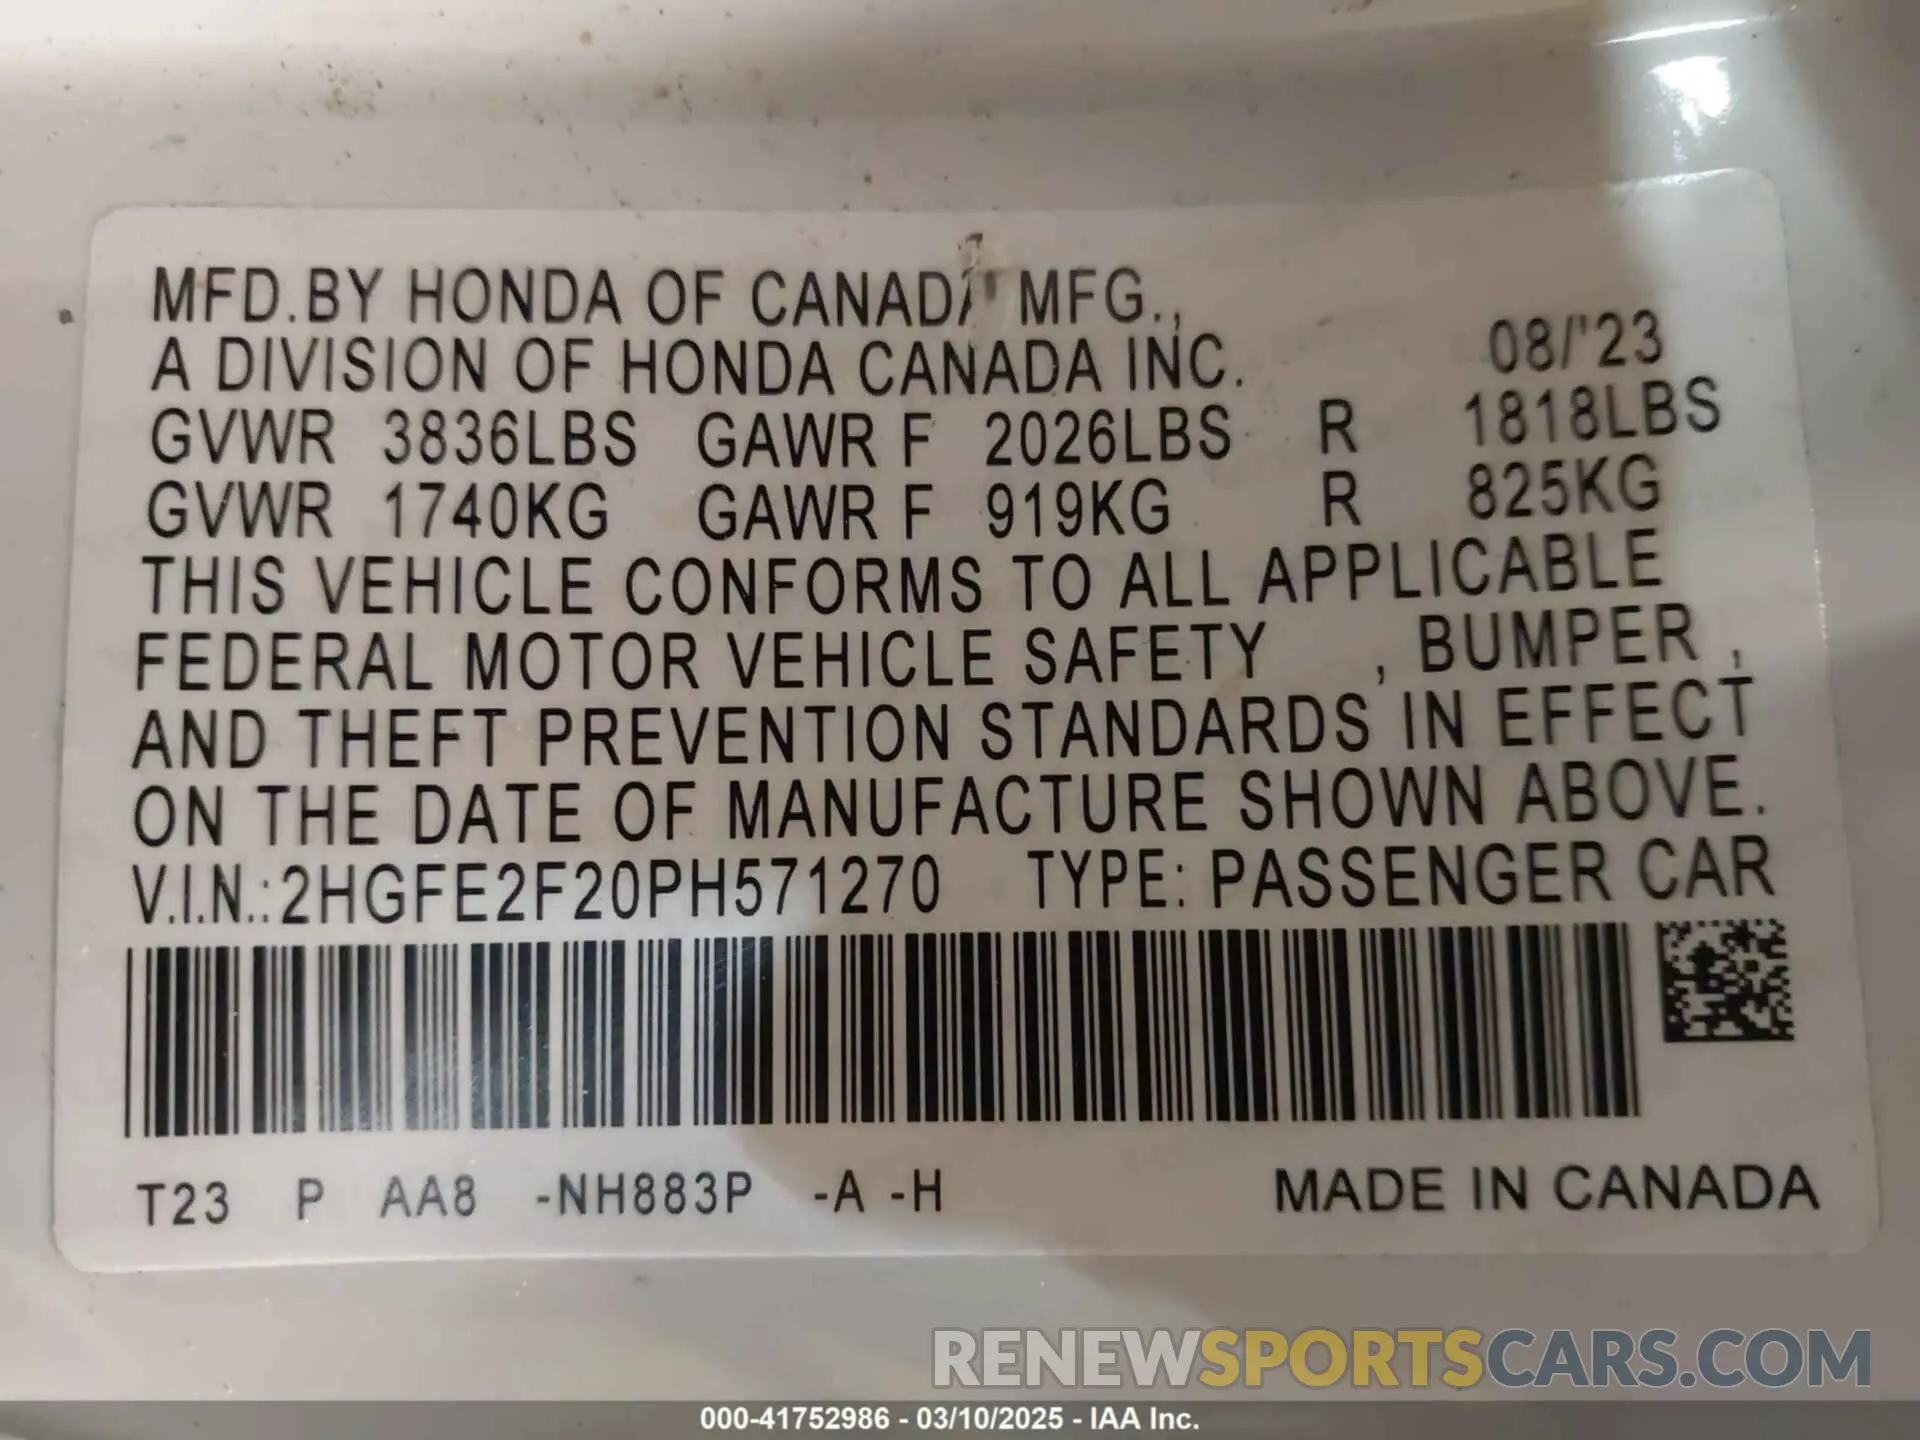 MFD.BY HONDA OF CANADA MFG.,
A DIVISION OF HONDA CANADA INC. 08/'23
GVWR 3836LBS GAWR F 2026LBS R 1818LBS
GVWR 1740KG GAWR F 919KG R 825KG
THIS VEHICLE CONFORMS TO ALL APPLICABLE
FEDERAL MOTOR VEHICLE SAFETY , BUMPER ,
AND THEFT PREVENTION STANDARDS IN EFFECT
ON THE DATE OF MANUFACTURE SHOWN ABOVE.
V.I.N.:2HGFE2F20PH571270 TYPE: PASSENGER CAR
T23 P AA8 -NH883P -A -H MADE IN CANADA
RENEWSPORTSCARS.COM
000-41752986 - 03/10/2025 - IAA Inc.